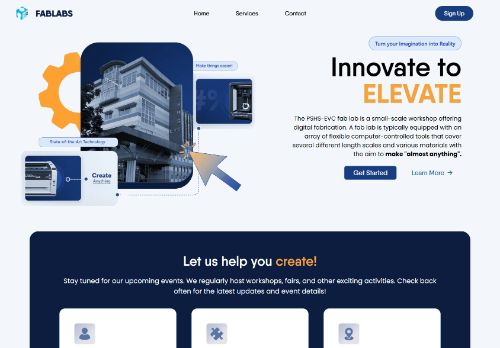 FABLABS
Home
Services
Contact
Sign Up
Turn your Imagination into Reality
Innovate to
ELEVATE
The PSHS-EVC fab lab is a small-scale workshop offering
digital fabrication. A fab lab is typically equipped with an
array of flexible computer-controlled tools that cover
several different length scales and various materials with
the aim to make "almost anything".
Get Started
Learn More →
Make things easier!
State-of-the-Art Technology
Create
Anything
Let us help you create!
Stay tuned for our upcoming events. We regularly host workshops, fairs, and other exciting activities. Check back
often for the latest updates and event details!